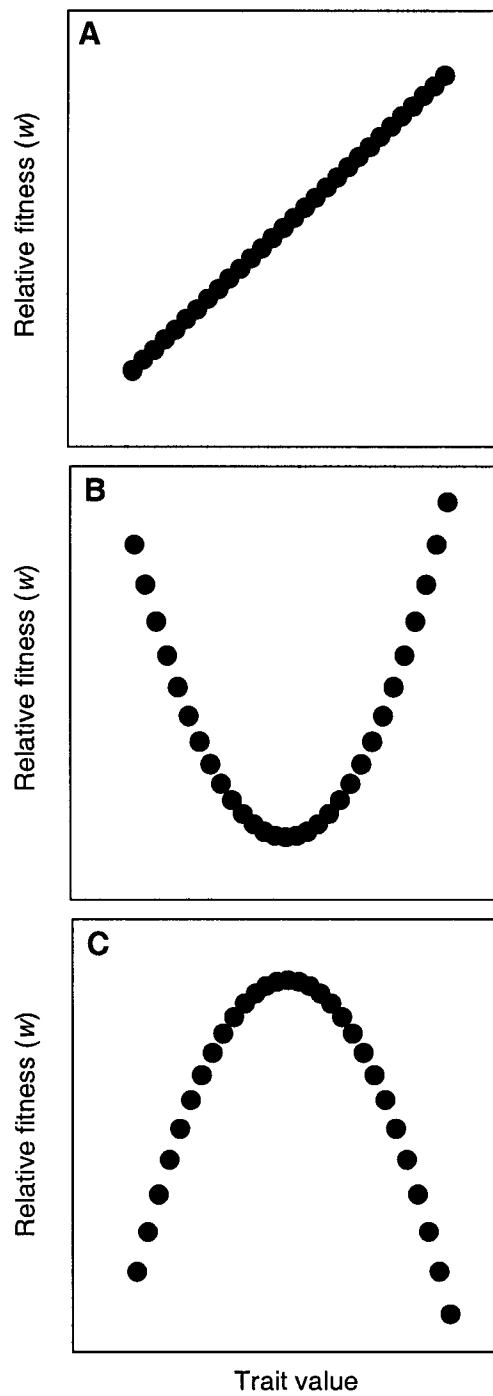 A
Relative fitness (w)
B
Relative fitness (w)
C
Relative fitness (w)
Trait value